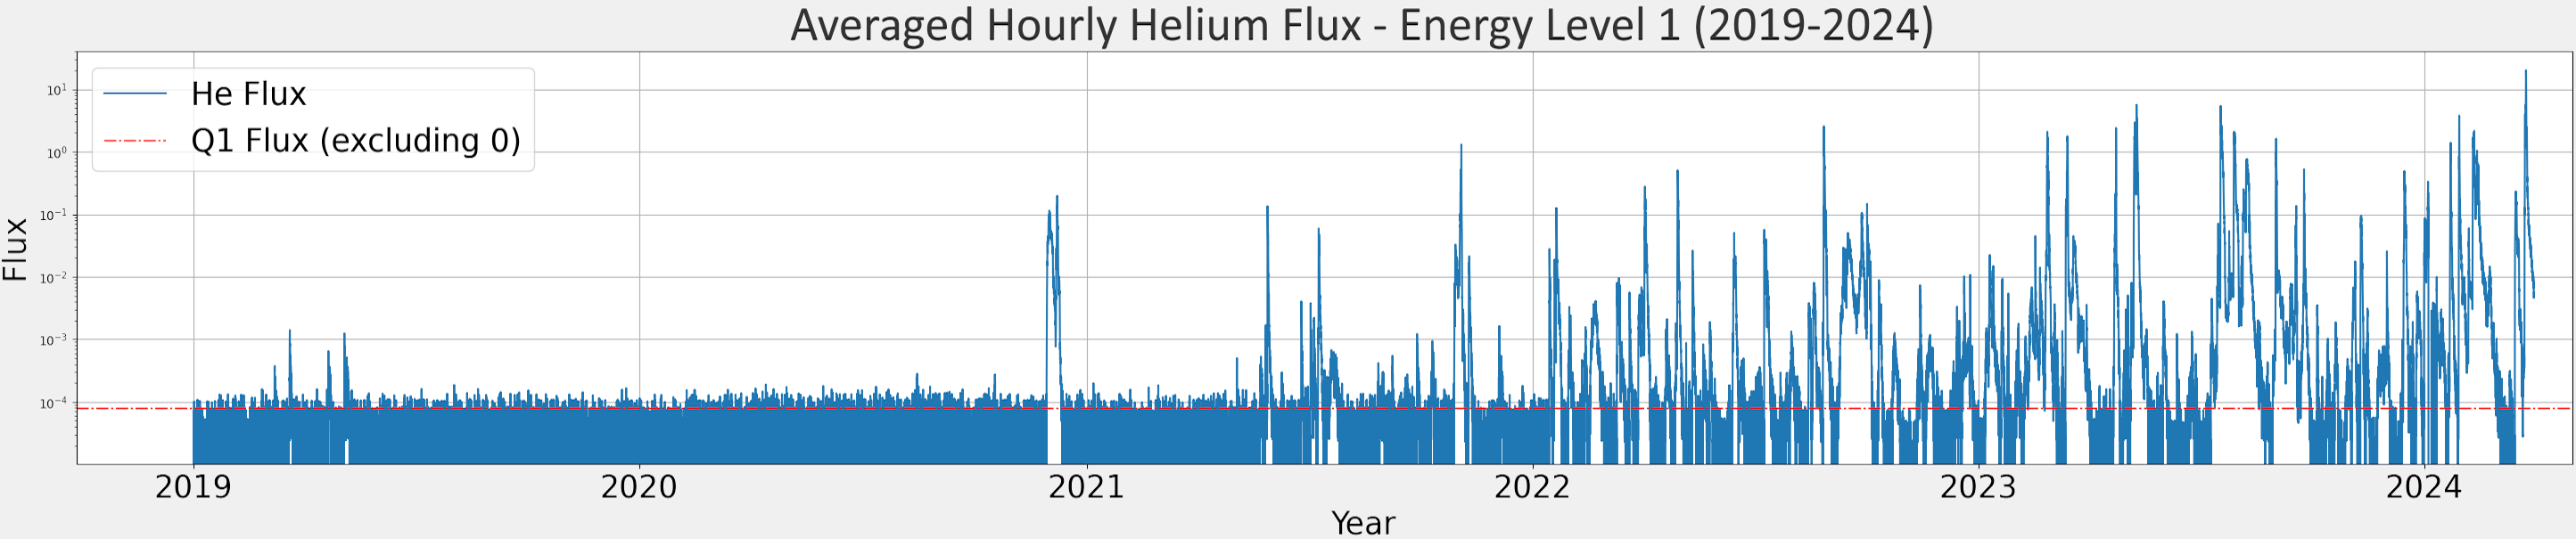 Averaged Hourly Helium Flux - Energy Level 1 (2019-2024)
He Flux
Q1 Flux (excluding 0)
Flux
10¹
10⁰
10⁻¹
10⁻²
10⁻³
10⁻⁴
2019 2020 2021 2022 2023 2024
Year